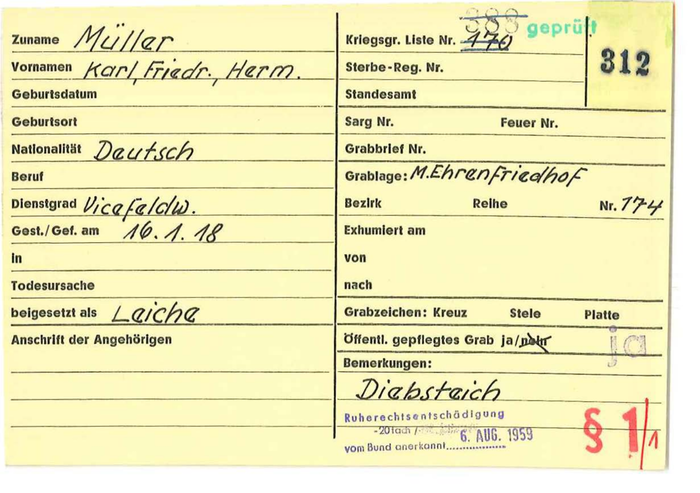 Zuname Müller
Vornamen Karl, Friedr., Herm.
Geburtsdatum
Geburtsort
Nationalität Deutsch
Beruf
Dienstgrad Vicefeldw.
Gest./Gef. am 16.1.18
in
Todesursache
beigesetzt als Leiche
Anschrift der Angehörigen
388 geprüft
Kriegsgr. Liste Nr. 170
312
Sterbe-Reg. Nr.
Standesamt
Sarg Nr. Feuer Nr.
Grabbrief Nr.
Grablage: M.Ehrenfriedhof
Bezirk Reihe Nr. 174
Exhumiert am
von
nach
Grabzeichen: Kreuz Stele Platte
Öffentl. gepflegtes Grab ja/nein ja
Bemerkungen:
Diebsteich
Ruherechtsentschädigung
-20fach
vom Bund anerkannt 6. AUG. 1959
§ 1/1